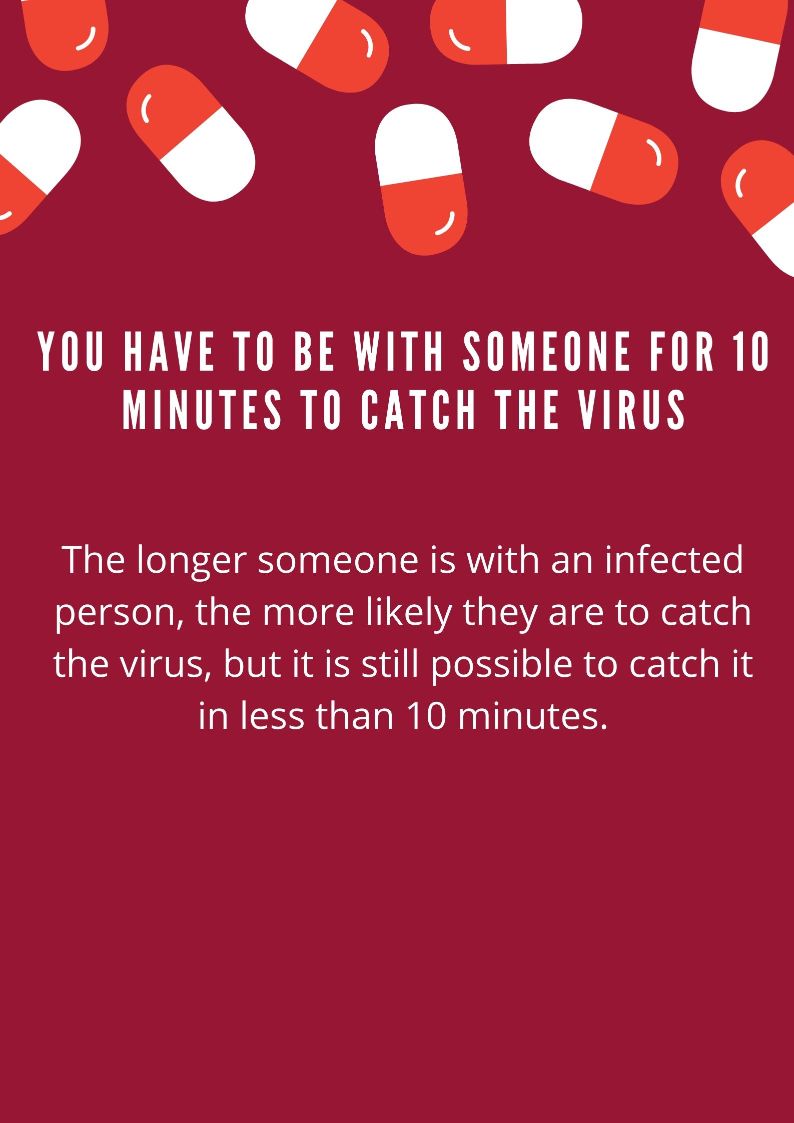 YOU HAVE TO BE WITH SOMEONE FOR 10
MINUTES TO CATCH THE VIRUS
The longer someone is with an infected
person, the more likely they are to catch
the virus, but it is still possible to catch it
in less than 10 minutes.